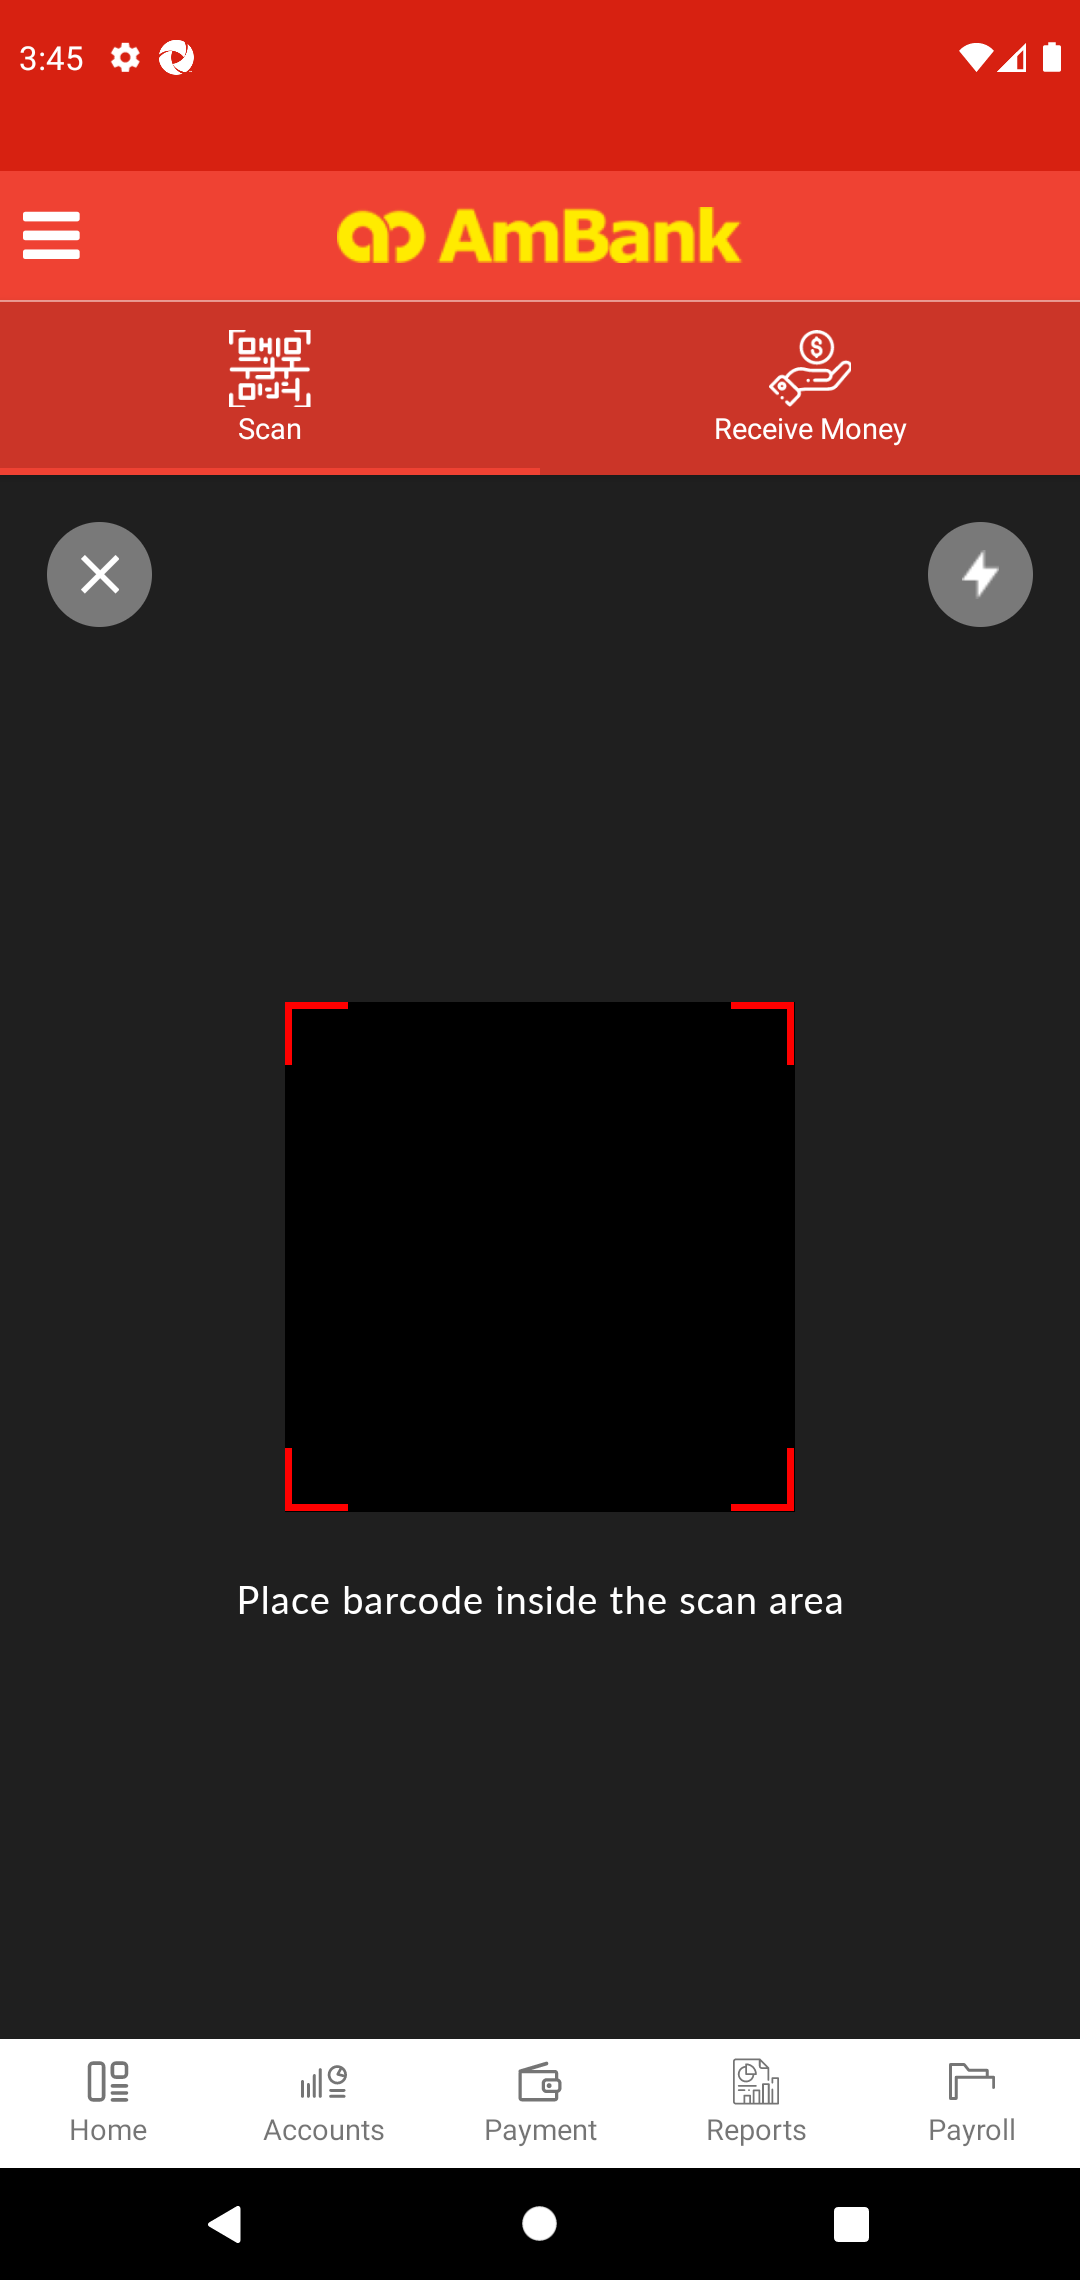 3:45
AmBank
Scan
Receive Money
Place barcode inside the scan area
Home
Accounts
Payment
Reports
Payroll